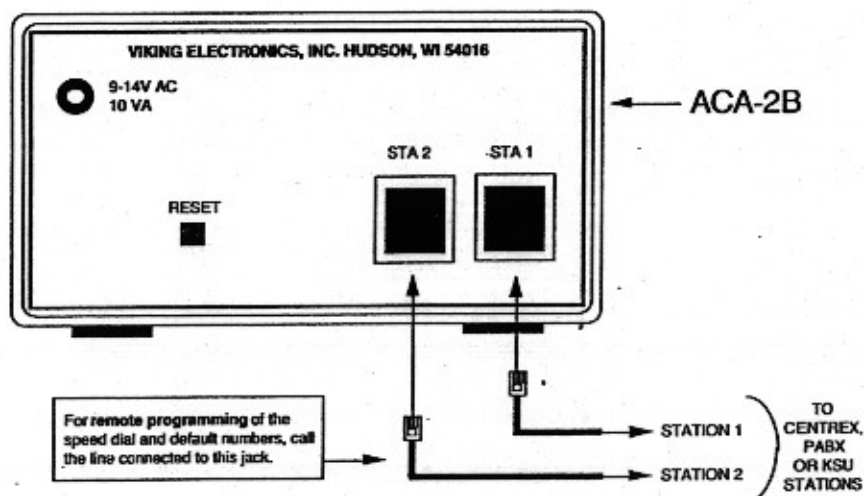 VIKING ELECTRONICS, INC. HUDSON, WI 54016
9-14V AC
10 VA
ACA-2B
STA 2
STA 1
RESET
For remote programming of the
speed dial and default numbers, call
the line connected to this jack.
STATION 1
STATION 2
TO
CENTREX,
PABX
OR KSU
STATIONS